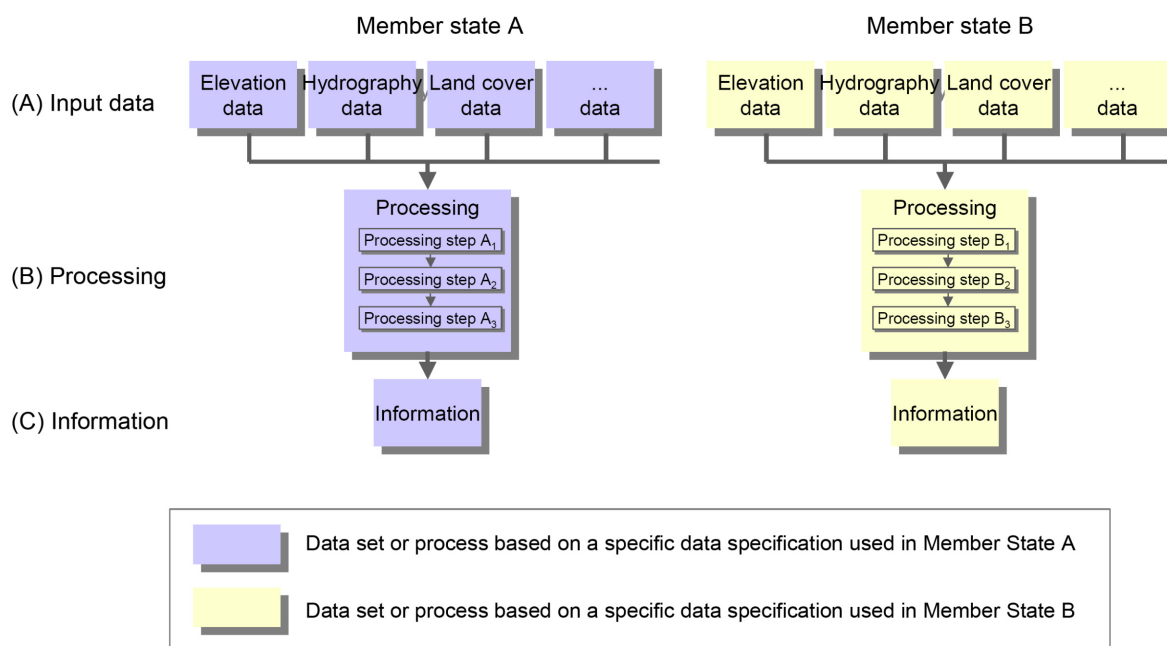 Member state A
Member state B
(A) Input data
Elevation
data
Hydrography
data
Land cover
data
...
data
Elevation
data
Hydrography
data
Land cover
data
...
data
(B) Processing
Processing
Processing step A₁
Processing step A₂
Processing step A₃
Processing
Processing step B₁
Processing step B₂
Processing step B₃
(C) Information
Information
Information
Data set or process based on a specific data specification used in Member State A
Data set or process based on a specific data specification used in Member State B